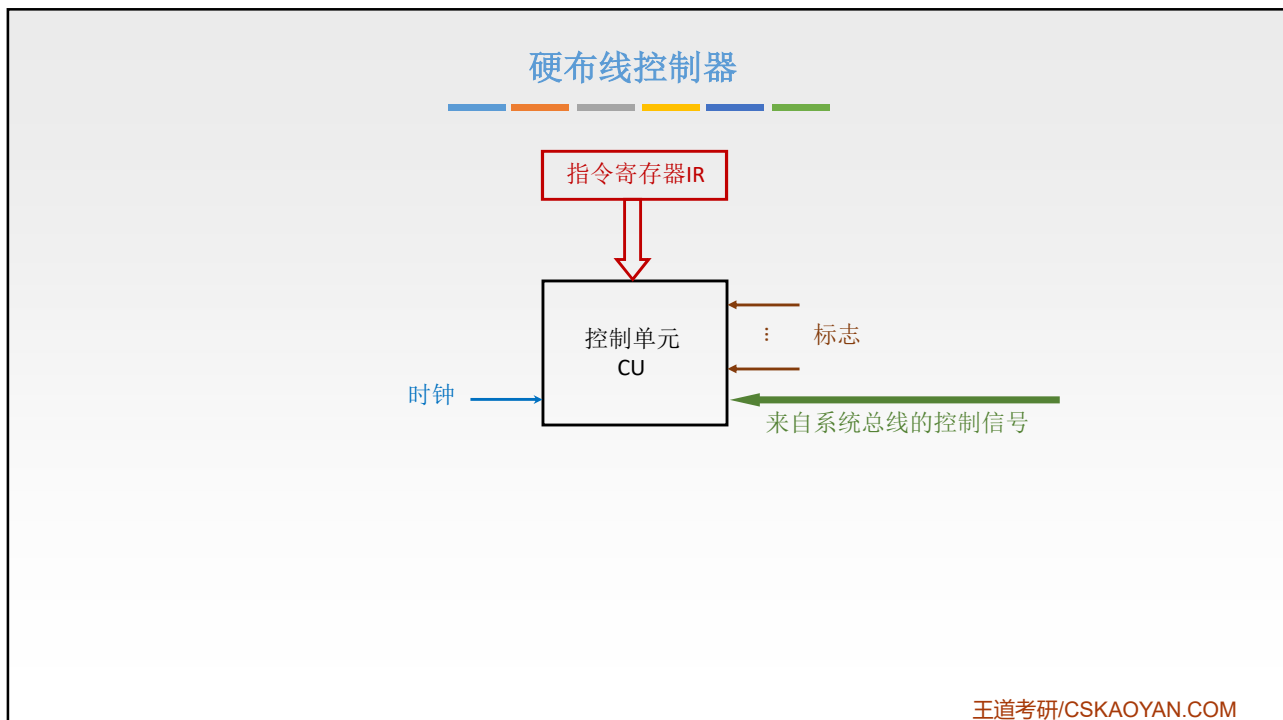 硬布线控制器
指令寄存器IR
控制单元
CU
⋮ 标志
时钟
来自系统总线的控制信号
王道考研/CSKAOYAN.COM